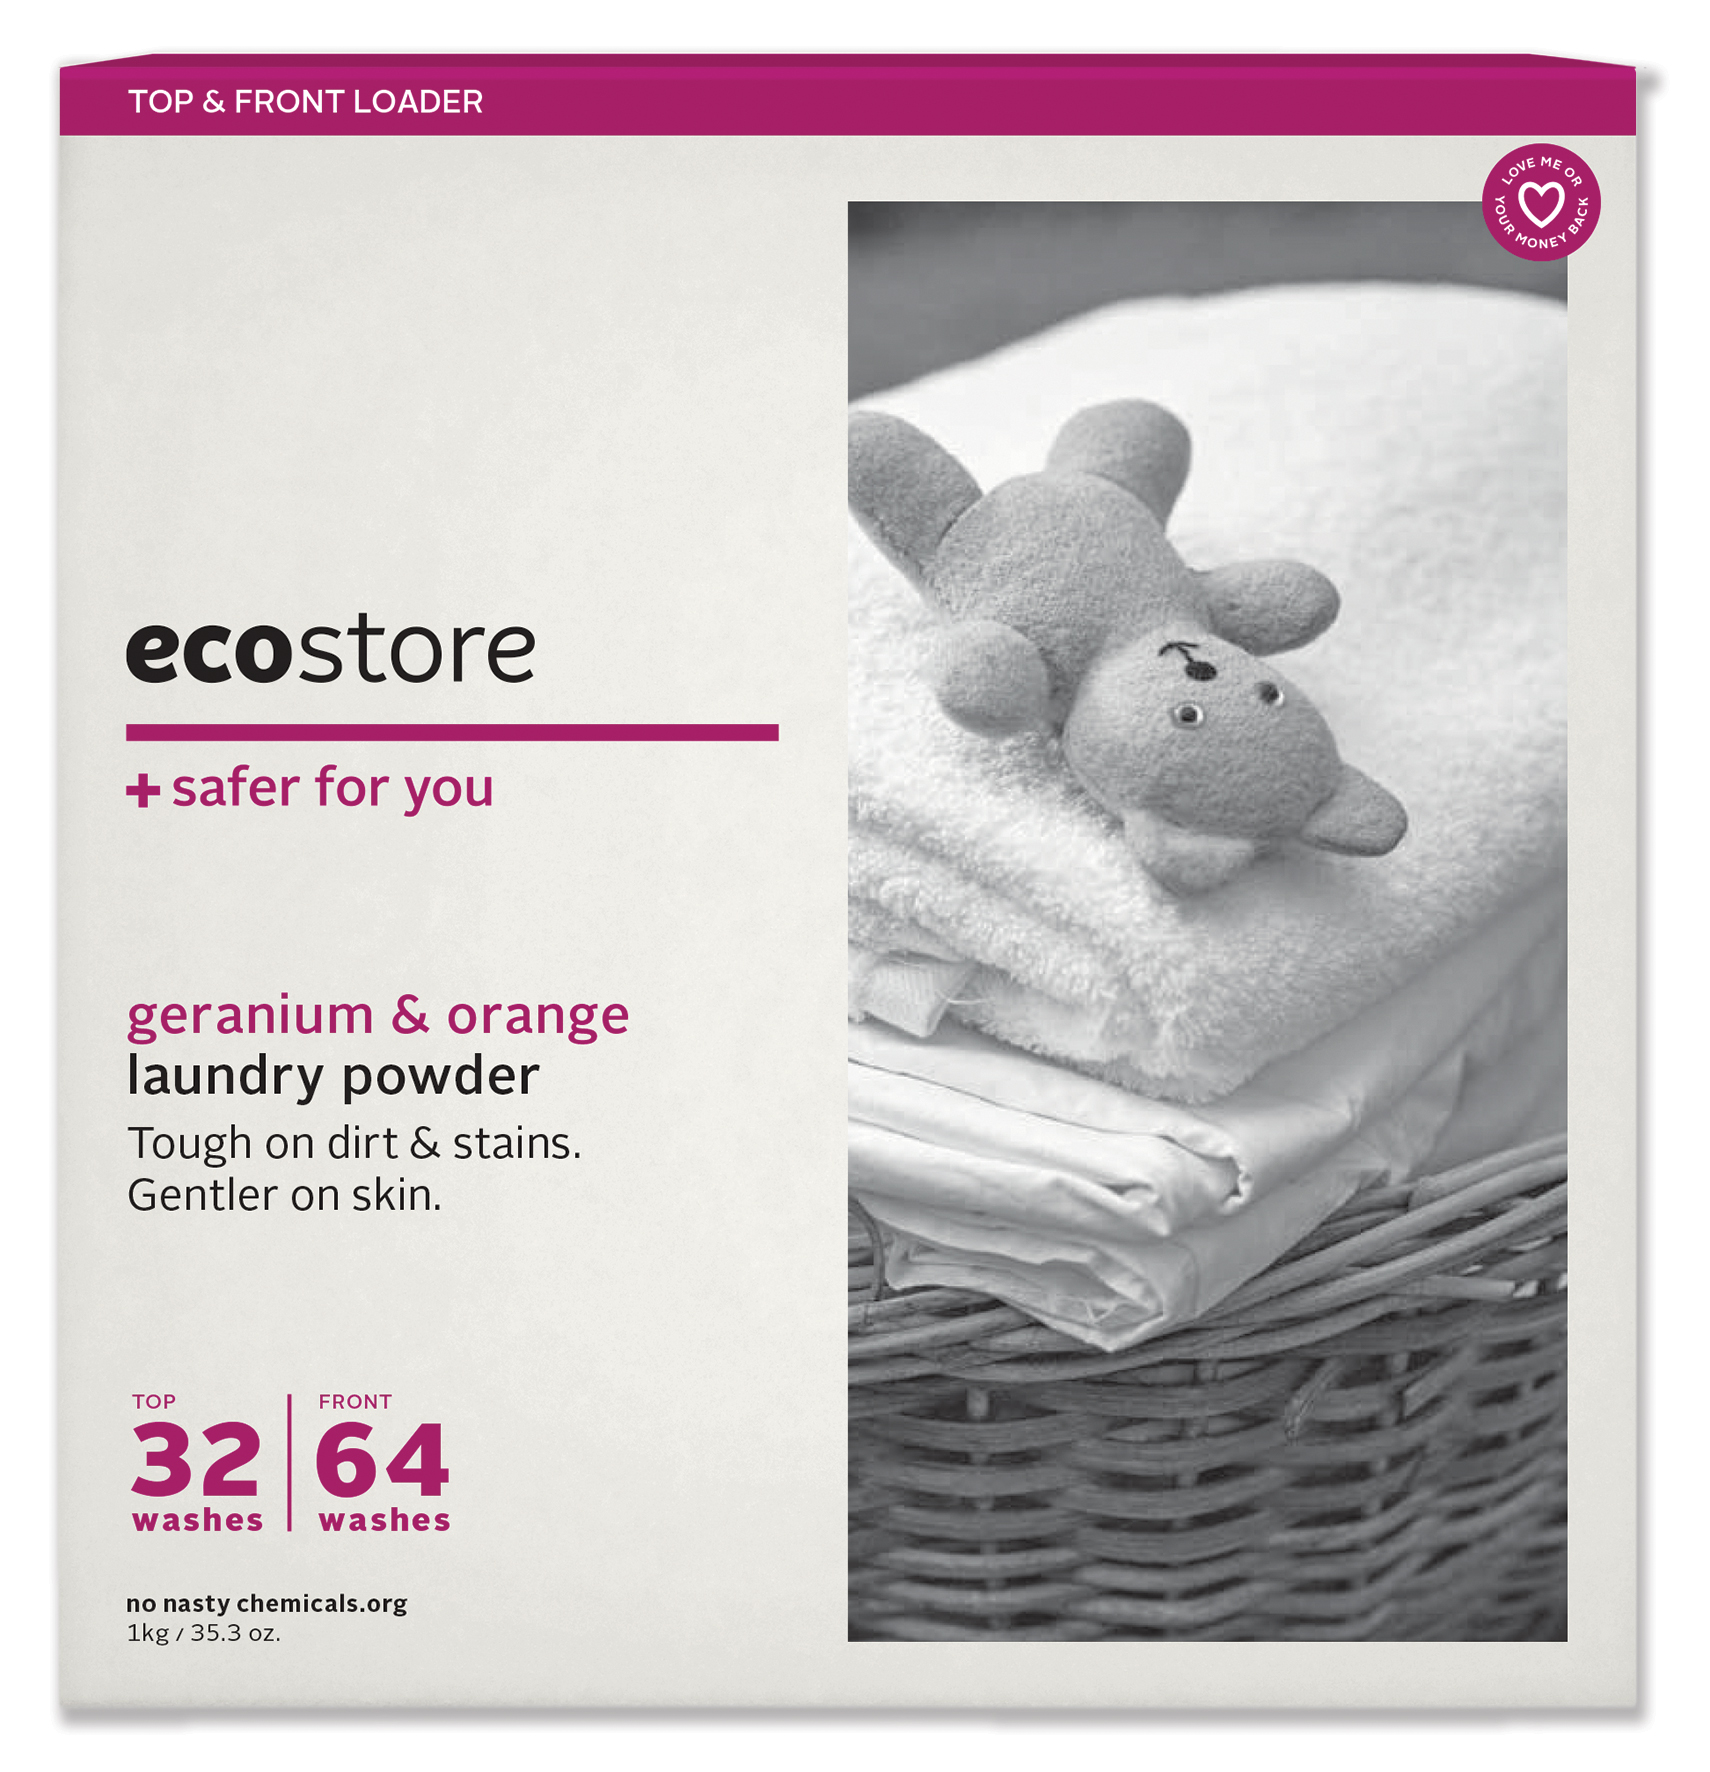 TOP & FRONT LOADER
LOVE ME OR
YOUR MONEY BACK
ecostore
+ safer for you
geranium & orange
laundry powder
Tough on dirt & stains.
Gentler on skin.
TOP
32
washes
FRONT
64
washes
no nasty chemicals.org
1kg / 35.3 oz.